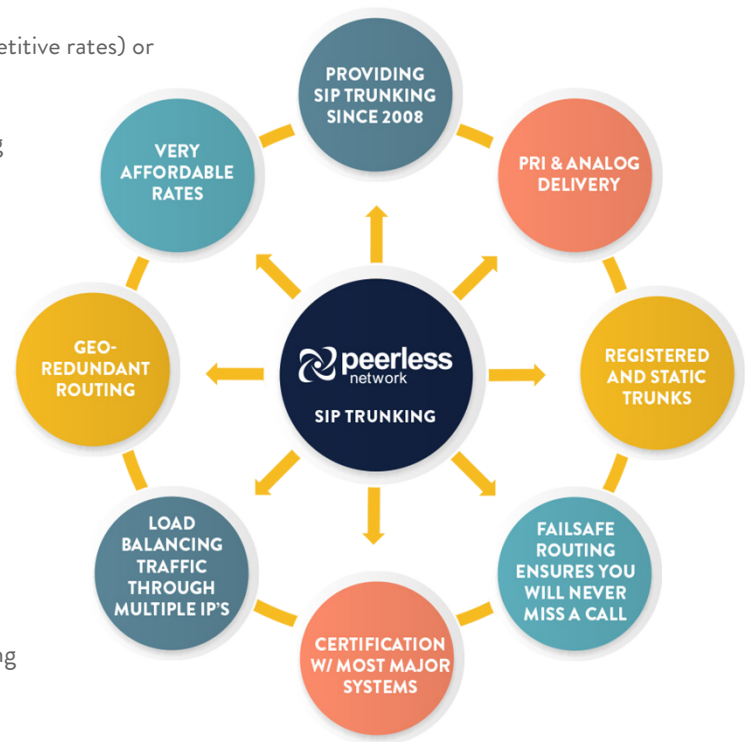 etitive rates) or
g
ng
PROVIDING
SIP TRUNKING
SINCE 2008
PRI & ANALOG
DELIVERY
REGISTERED
AND STATIC
TRUNKS
FAILSAFE
ROUTING
ENSURES YOU
WILL NEVER
MISS A CALL
CERTIFICATION
W/ MOST MAJOR
SYSTEMS
LOAD
BALANCING
TRAFFIC
THROUGH
MULTIPLE IP'S
GEO-
REDUNDANT
ROUTING
VERY
AFFORDABLE
RATES
peerless
network
SIP TRUNKING